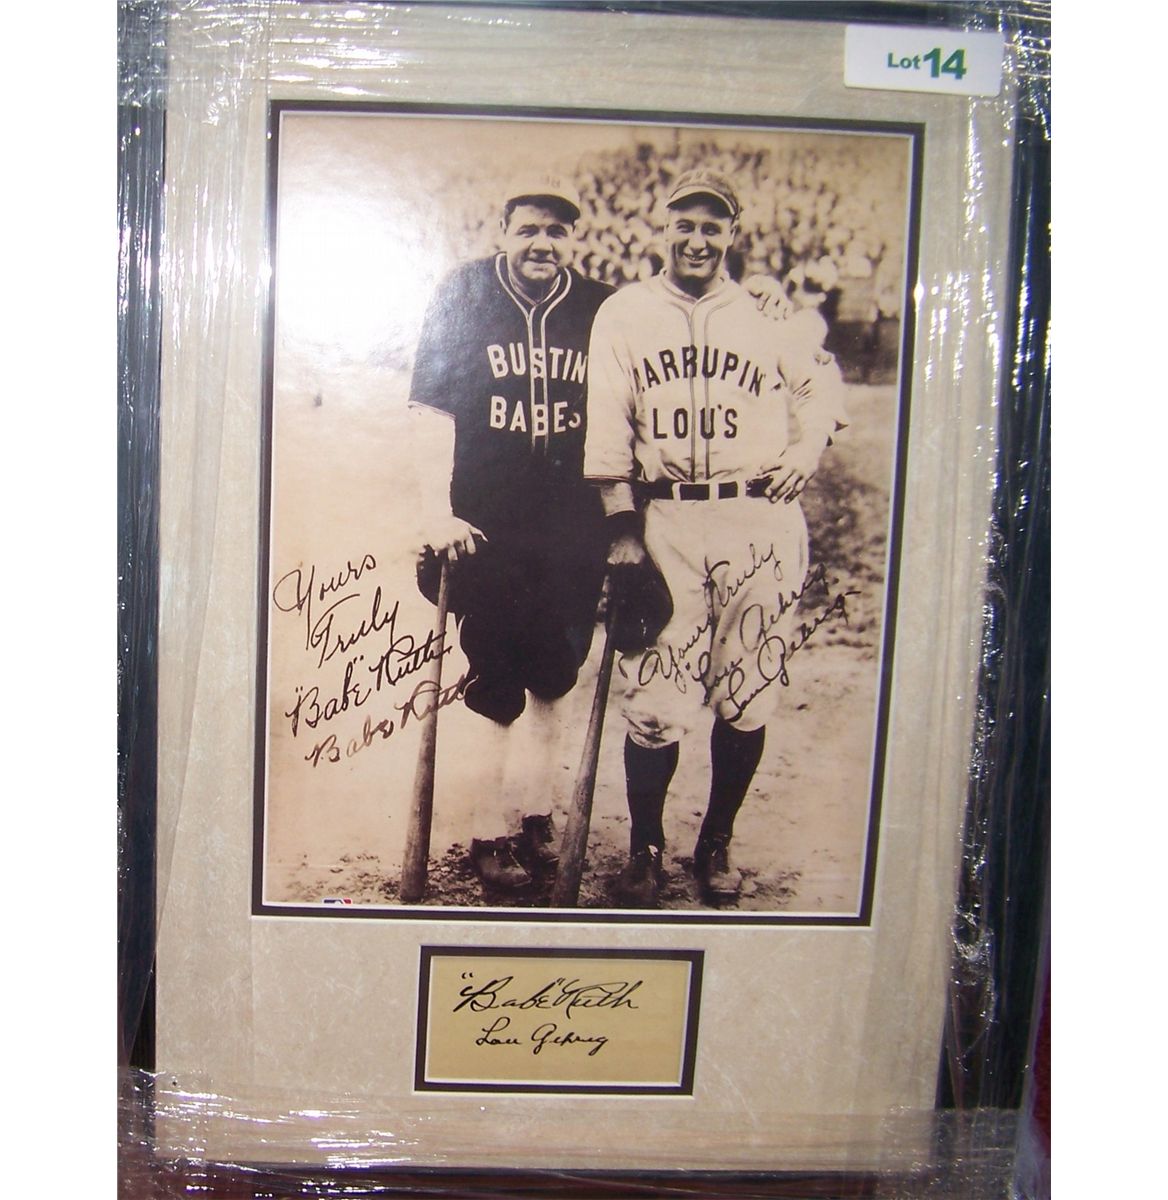 Lot 14
BUSTIN
BABES
LARRUPIN
LOU'S
Yours
Truly
"Babe" Ruth
Babe Ruth
Yours truly
"Lou" Gehrig.
Lou Gehrig
"Babe" Ruth
Lou Gehrig